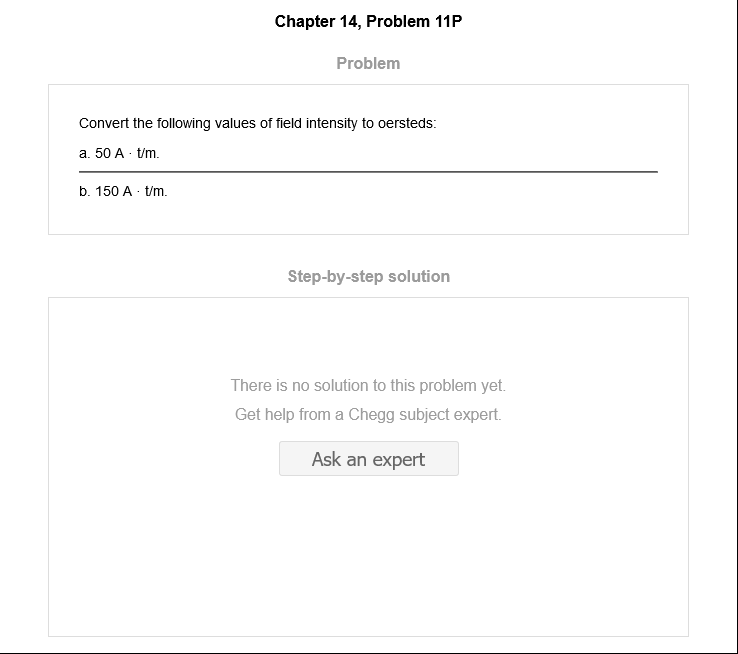 Chapter 14, Problem 11P
Problem
Convert the following values of field intensity to oersteds:
a. 50 A · t/m.
b. 150 A · t/m.
Step-by-step solution
There is no solution to this problem yet.
Get help from a Chegg subject expert.
Ask an expert